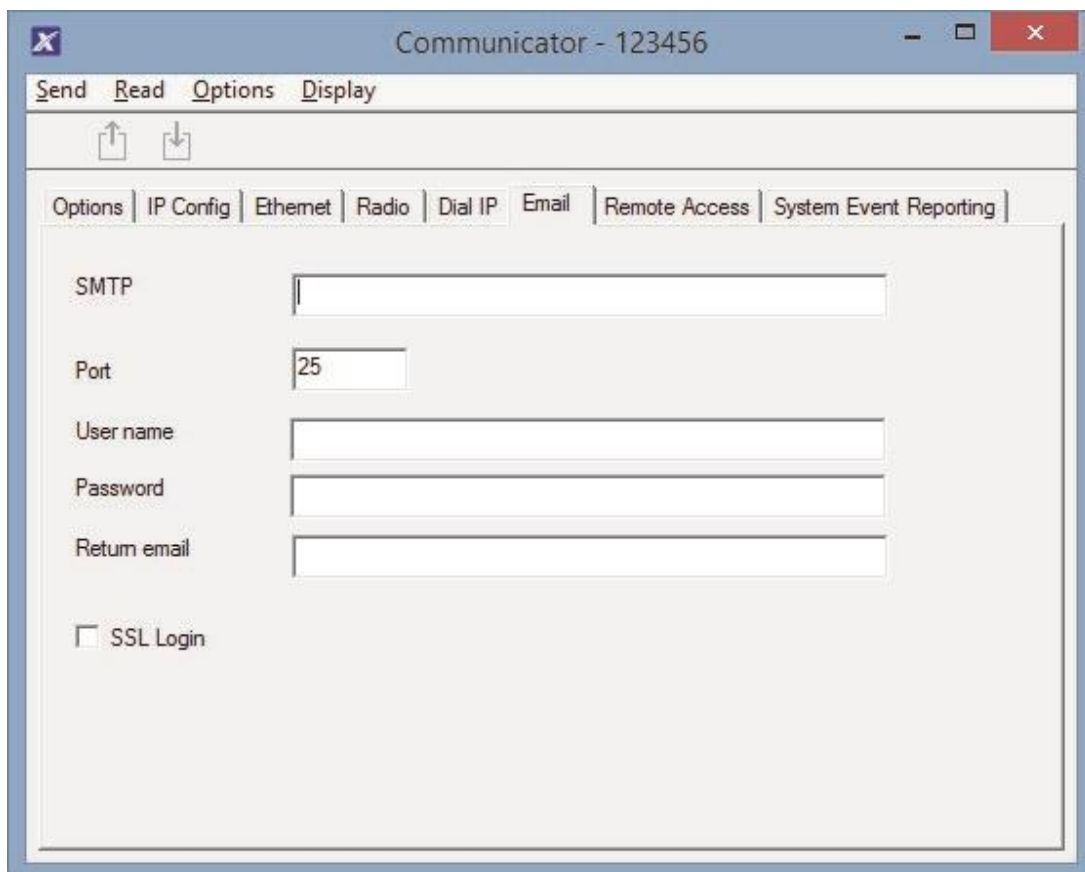 Communicator - 123456
Send Read Options Display
Options IP Config Ethernet Radio Dial IP Email Remote Access System Event Reporting
SMTP
Port 25
User name
Password
Return email
SSL Login